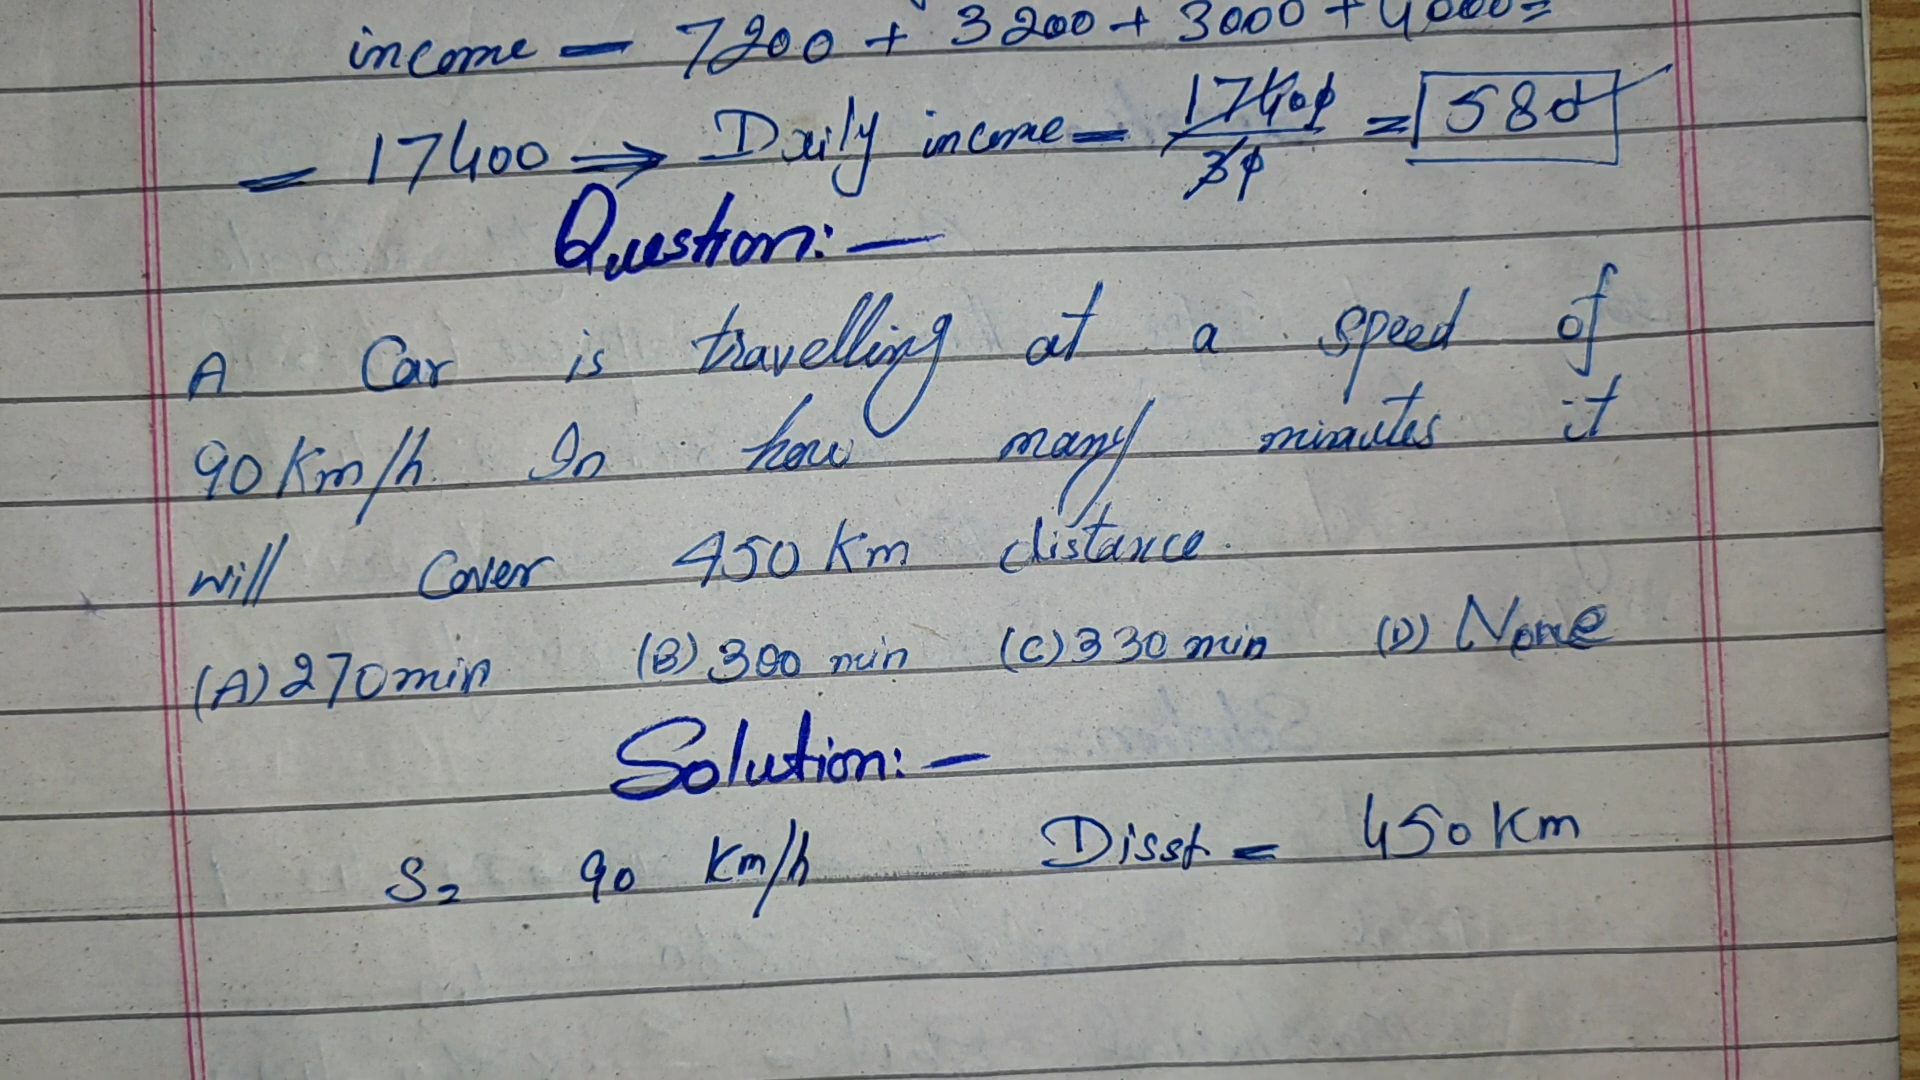 income — 7200 + 3200 + 3000 + 4000 =
= 17400 ⇒ Daily income = 17400/30 = 580
Question:—
A Car is travelling at a speed of
90 Km/h. In how many minutes it
will Cover 450 Km distance.
(A) 270 min (B) 300 min (C) 330 min (D) None
Solution:—
S = 90 Km/h Disst = 450 Km